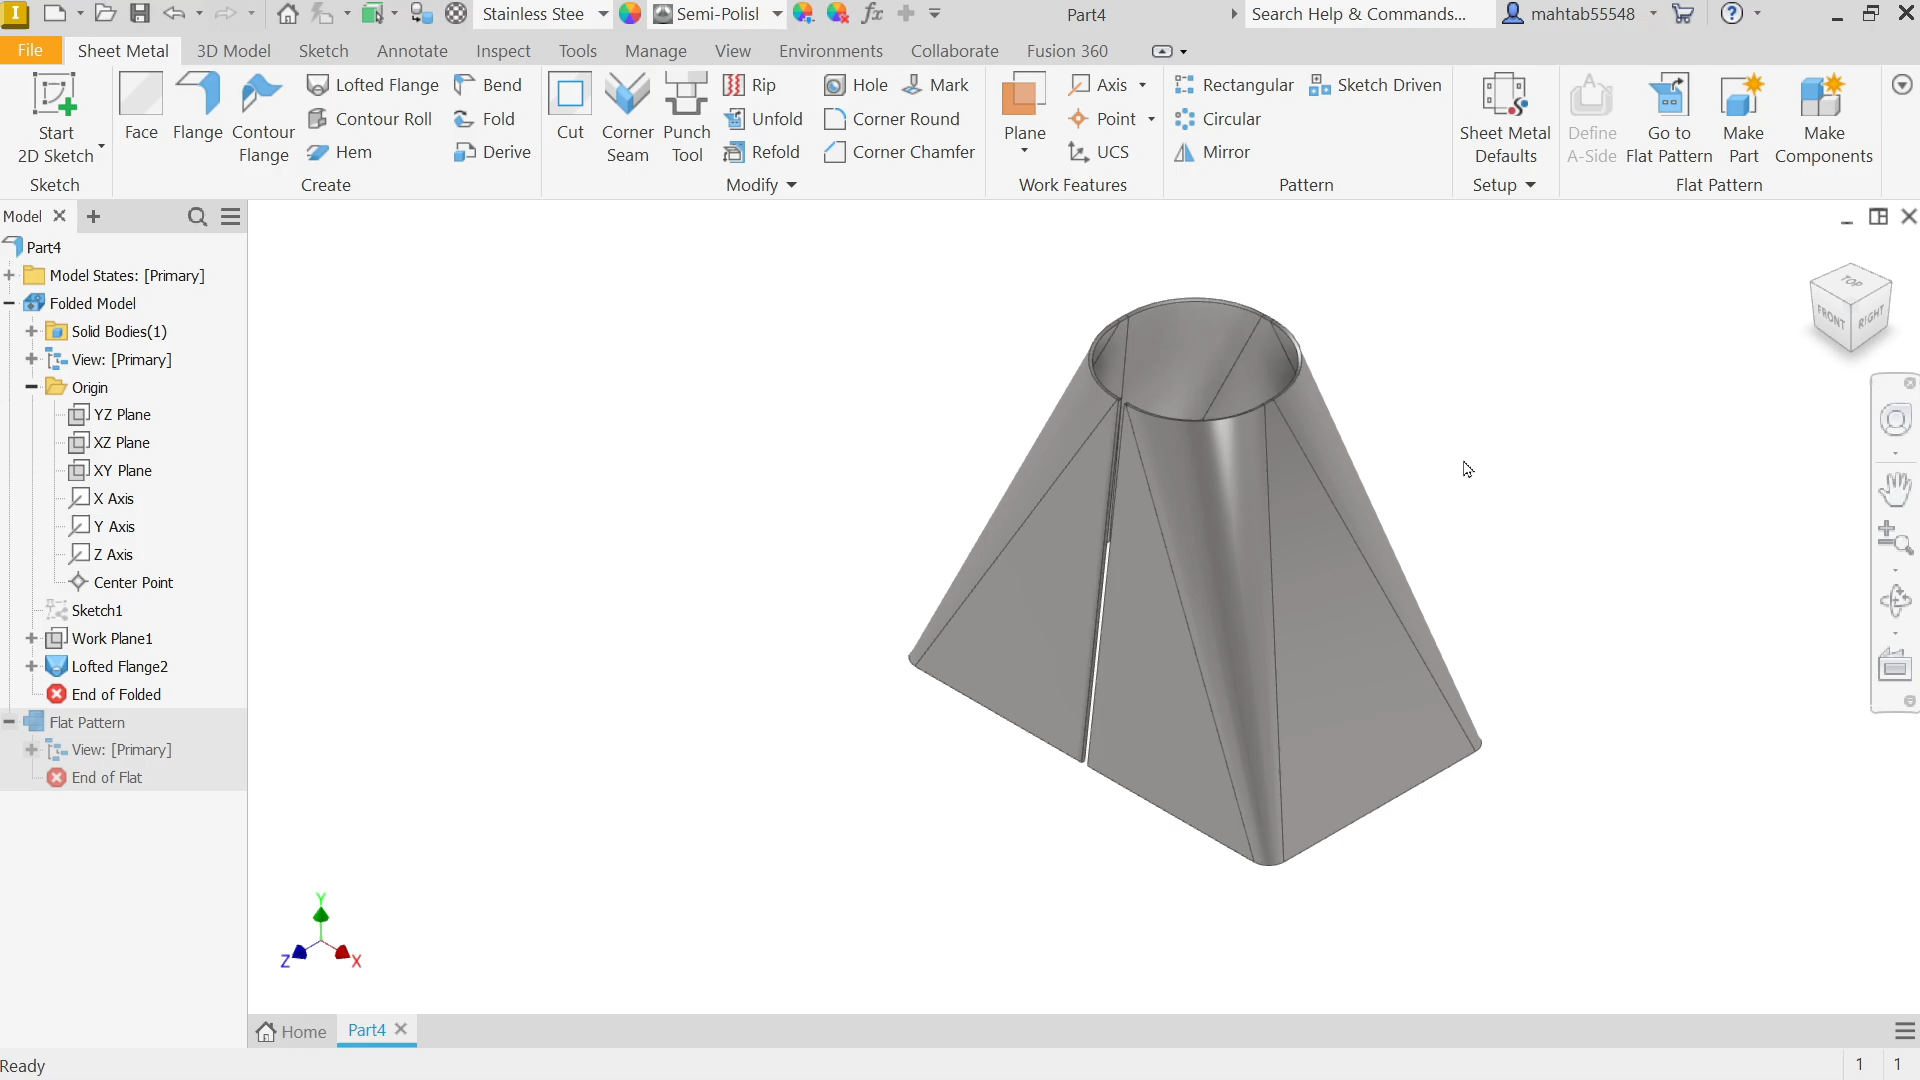 I Stainless Stee Semi-Polisl fx Part4 Search Help & Commands... mahtab55548
File Sheet Metal 3D Model Sketch Annotate Inspect Tools Manage View Environments Collaborate Fusion 360
Start 2D Sketch
Face
Flange
Contour Flange
Lofted Flange
Contour Roll
Hem
Bend
Fold
Derive
Cut
Corner Seam
Punch Tool
Rip
Unfold
Refold
Hole
Mark
Corner Round
Corner Chamfer
Plane
Axis
Point
UCS
Rectangular
Sketch Driven
Circular
Mirror
Sheet Metal Defaults
Define A-Side
Go to Flat Pattern
Make Part
Make Components
Sketch Create Modify Work Features Pattern Setup Flat Pattern
Model
Part4
Model States: [Primary]
Folded Model
Solid Bodies(1)
View: [Primary]
Origin
YZ Plane
XZ Plane
XY Plane
X Axis
Y Axis
Z Axis
Center Point
Sketch1
Work Plane1
Lofted Flange2
End of Folded
Flat Pattern
View: [Primary]
End of Flat
TOP
FRONT
RIGHT
Y
Z
X
Home Part4
Ready 1 1